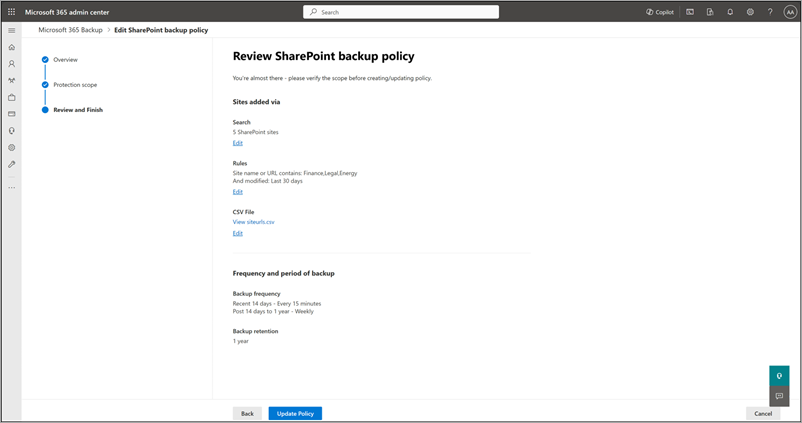 Microsoft 365 admin center
Search
Copilot
?
AA
Microsoft 365 Backup > Edit SharePoint backup policy
Overview
Protection scope
Review and Finish
Review SharePoint backup policy
You're almost there - please verify the scope before creating/updating policy.
Sites added via
Search
5 SharePoint sites
Edit
Rules
Site name or URL contains: Finance,Legal,Energy
And modified: Last 30 days
Edit
CSV File
View siteurls.csv
Edit
Frequency and period of backup
Backup frequency
Recent 14 days - Every 15 minutes
Post 14 days to 1 year - Weekly
Backup retention
1 year
Back
Update Policy
Cancel